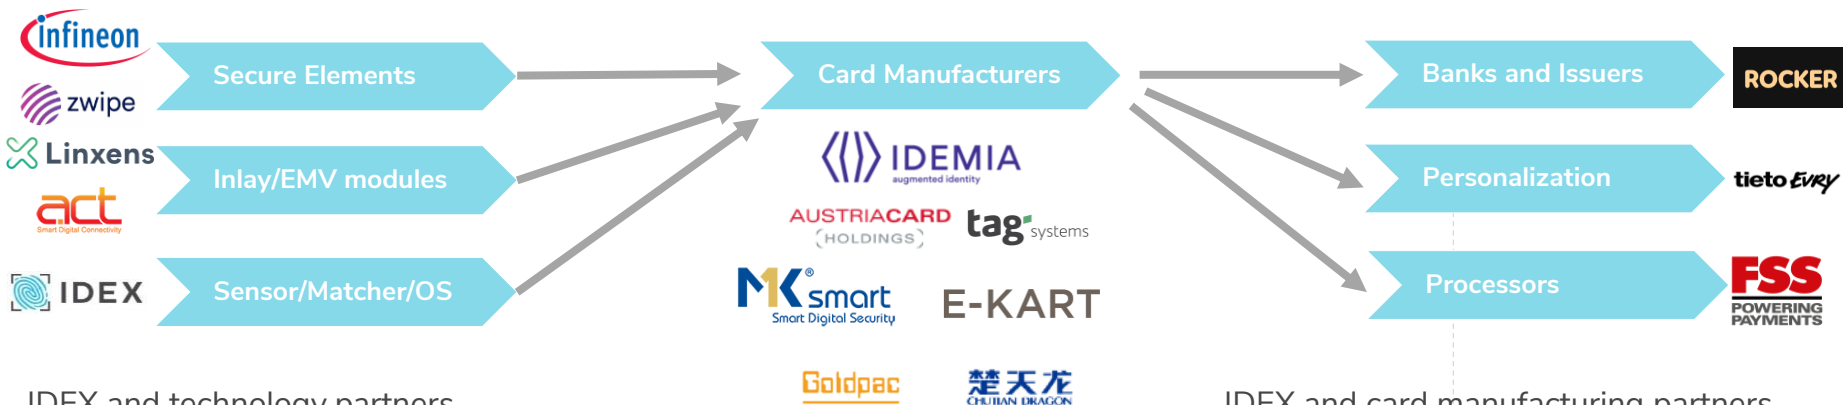 infineon
Secure Elements
zwipe
Linxens
Inlay/EMV modules
act
Smart Digital Connectivity
IDEX
Sensor/Matcher/OS
IDEX and technology partners
Card Manufacturers
IDEMIA
augmented identity
AUSTRIACARD
HOLDINGS
tag systems
MK® smart
Smart Digital Security
E-KART
Goldpac
楚天龙
CHUTIAN DRAGON
Banks and Issuers
ROCKER
Personalization
tieto Evry
Processors
FSS
POWERING
PAYMENTS
IDEX and card manufacturing partners